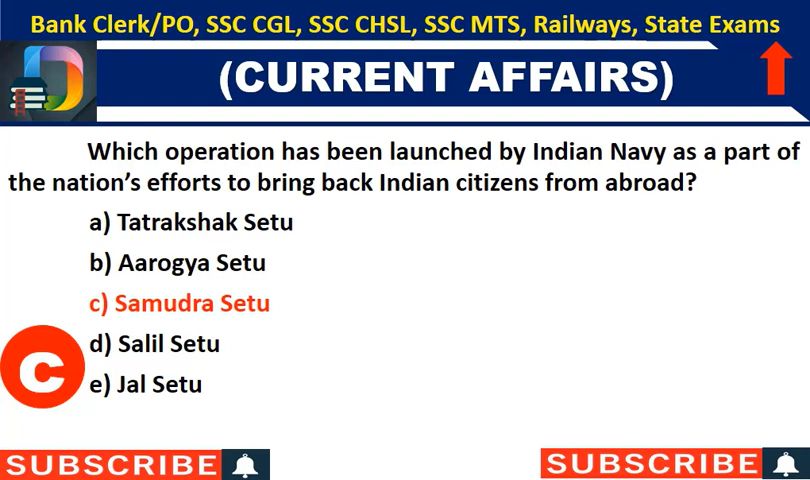 Bank Clerk/PO, SSC CGL, SSC CHSL, SSC MTS, Railways, State Exams
(CURRENT AFFAIRS)
Which operation has been launched by Indian Navy as a part of
the nation's efforts to bring back Indian citizens from abroad?
a) Tatrakshak Setu
b) Aarogya Setu
c) Samudra Setu
d) Salil Setu
C
e) Jal Setu
SUBSCRIBE
SUBSCRIBE